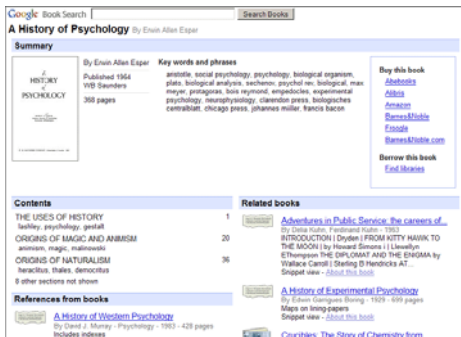 Google Book Search Search Books
A History of Psychology By Erwin Allen Esper
Summary
A
HISTORY
OF
PSYCHOLOGY
By Erwin Allen Esper
Published 1964
WB Saunders
368 pages
Key words and phrases
aristotle, social psychology, psychology, biological organism,
plato, biological analysis, sechenov, psychol rev, biological, max
meyer, protagoras, bois reymond, empedocles, experimental
psychology, neurophysiology, clarendon press, biologisches
centralblatt, chicago press, johannes müller, francis bacon
Buy this book
Abebooks
Alibris
Amazon
Barnes&Noble
Froogle
Barnes&Noble.com
Borrow this book
Find libraries
Contents
THE USES OF HISTORY 1
lashley, psychology, gestalt
ORIGINS OF MAGIC AND ANIMISM 20
animism, magic, malinowski
ORIGINS OF NATURALISM 36
heraclitus, thales, democritus
8 other sections not shown
References from books
A History of Western Psychology
By David J. Murray - Psychology - 1983 - 428 pages
Includes indexes
Related books
Adventures in Public Service: the careers of...
By Delia Kuhn, Ferdinand Kuhn - 1963
INTRODUCTION | Dryden | FROM KITTY HAWK TO
THE MOON | by Howard Simons i | Llewellyn
EThompson THE DIPLOMAT AND THE ENIGMA by
Wallace Carroll | Sterling B Hendricks AT...
Snippet view - About this book
A History of Experimental Psychology
By Edwin Garrigues Boring - 1929 - 699 pages
Maps on lining-papers
Snippet view - About this book
Crucibles: The Story of Chemistry from